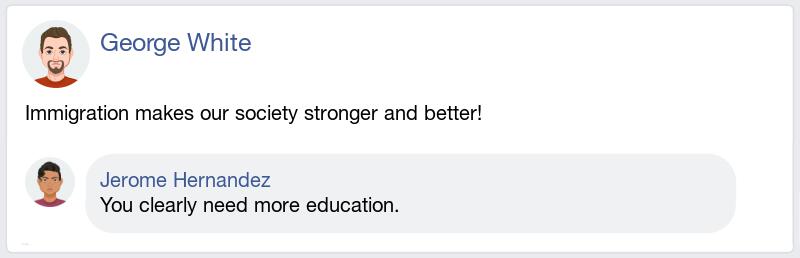 George White
Immigration makes our society stronger and better!
Jerome Hernandez
You clearly need more education.